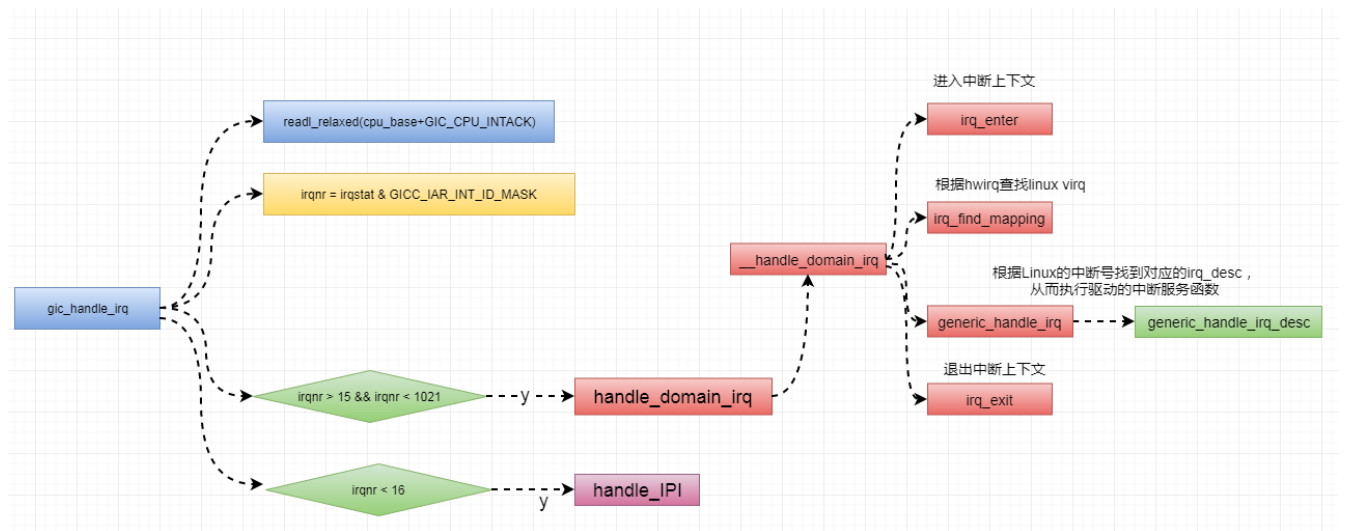 进入中断上下文
readl_relaxed(cpu_base+GIC_CPU_INTACK)
irq_enter
irqnr = irqstat & GICC_IAR_INT_ID_MASK
根据hwirq查找linux virq
irq_find_mapping
__handle_domain_irq
根据Linux的中断号找到对应的irq_desc，
从而执行驱动的中断服务函数
gic_handle_irq
generic_handle_irq
generic_handle_irq_desc
退出中断上下文
irqnr > 15 && irqnr < 1021
y
handle_domain_irq
irq_exit
irqnr < 16
y
handle_IPI